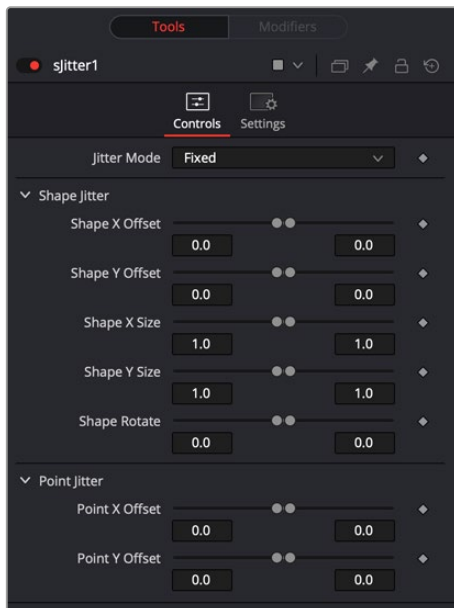 Tools Modifiers
sJitter1
Controls Settings
Jitter Mode Fixed
Shape Jitter
Shape X Offset
0.0 0.0
Shape Y Offset
0.0 0.0
Shape X Size
1.0 1.0
Shape Y Size
1.0 1.0
Shape Rotate
0.0 0.0
Point Jitter
Point X Offset
0.0 0.0
Point Y Offset
0.0 0.0